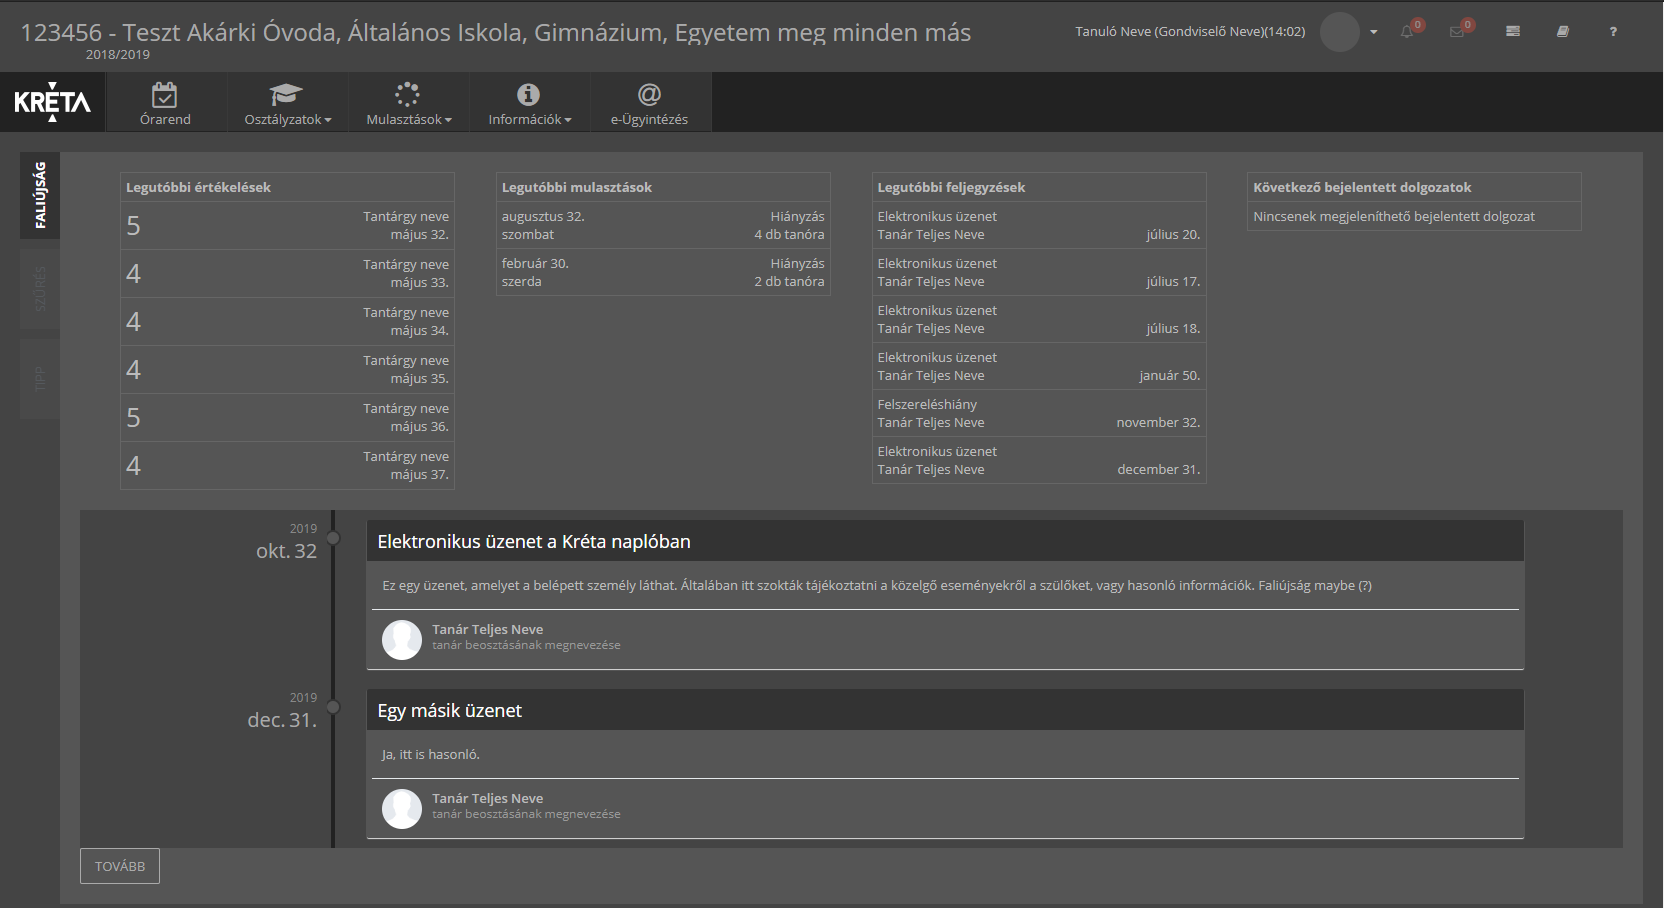 123456 - Teszt Akárki Óvoda, Általános Iskola, Gimnázium, Egyetem meg minden más
2018/2019
Tanuló Neve (Gondviselő Neve)(14:02)
0
0
?
KRÉTA
Órarend
Osztályzatok
Mulasztások
Információk
e-Ügyintézés
FALIÚJSÁG
SZŰRÉS
TIPP
Legutóbbi értékelések
5 Tantárgy neve
május 32.
4 Tantárgy neve
május 33.
4 Tantárgy neve
május 34.
4 Tantárgy neve
május 35.
5 Tantárgy neve
május 36.
4 Tantárgy neve
május 37.
Legutóbbi mulasztások
augusztus 32. Hiányzás
szombat 4 db tanóra
február 30. Hiányzás
szerda 2 db tanóra
Legutóbbi feljegyzések
Elektronikus üzenet
Tanár Teljes Neve július 20.
Elektronikus üzenet
Tanár Teljes Neve július 17.
Elektronikus üzenet
Tanár Teljes Neve július 18.
Elektronikus üzenet
Tanár Teljes Neve január 50.
Felszereléshiány
Tanár Teljes Neve november 32.
Elektronikus üzenet
Tanár Teljes Neve december 31.
Következő bejelentett dolgozatok
Nincsenek megjeleníthető bejelentett dolgozat
2019
okt. 32
Elektronikus üzenet a Kréta naplóban
Ez egy üzenet, amelyet a belépett személy láthat. Általában itt szokták tájékoztatni a közelgő eseményekről a szülőket, vagy hasonló információk. Faliújság maybe (?)
Tanár Teljes Neve
tanár beosztásának megnevezése
2019
dec. 31.
Egy másik üzenet
Ja, itt is hasonló.
Tanár Teljes Neve
tanár beosztásának megnevezése
TOVÁBB